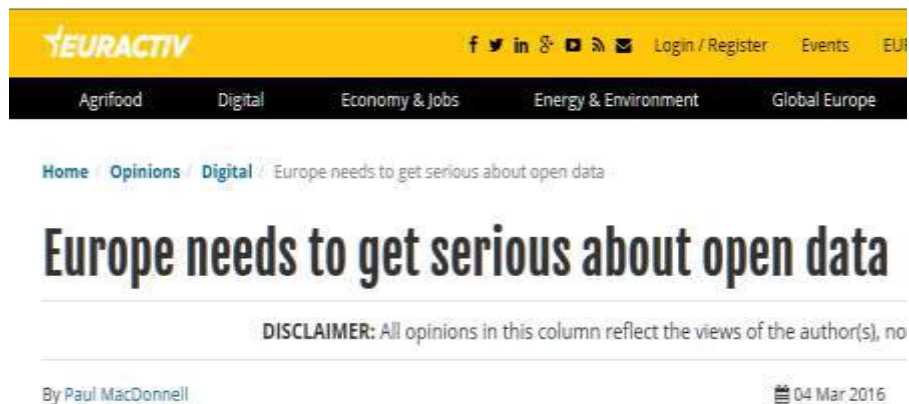 EURACTIV
Login / Register Events EUR
Agrifood Digital Economy & Jobs Energy & Environment Global Europe
Home / Opinions / Digital / Europe needs to get serious about open data
Europe needs to get serious about open data
DISCLAIMER: All opinions in this column reflect the views of the author(s), no
By Paul MacDonnell 04 Mar 2016